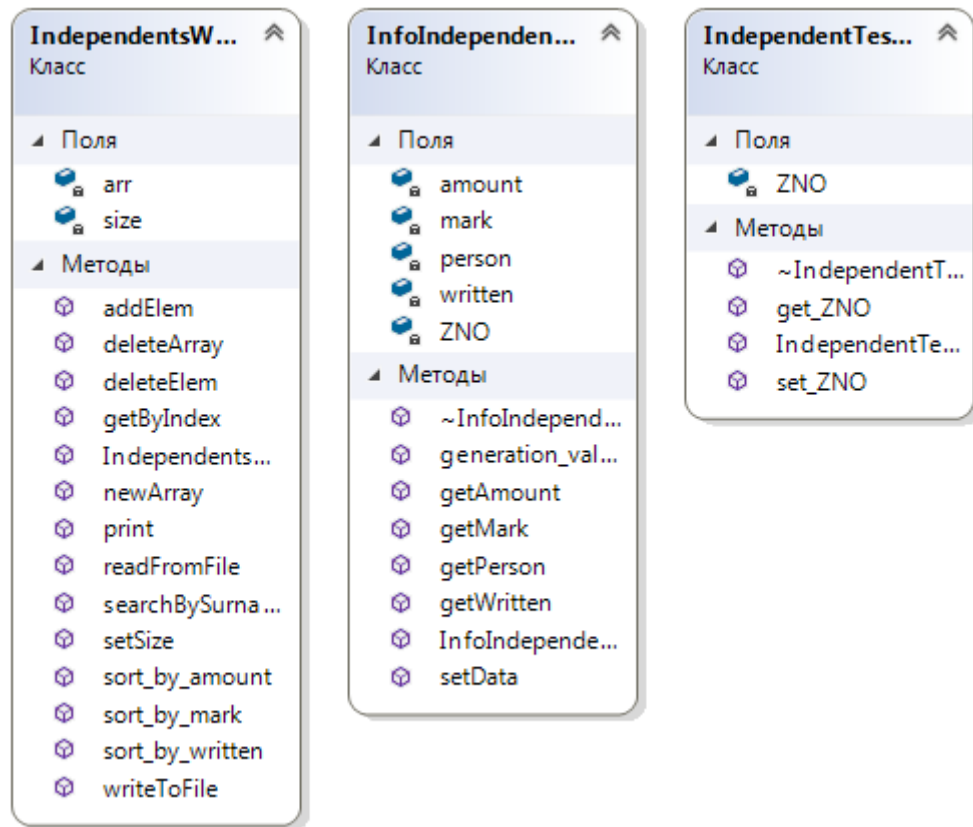 IndependentsW...
Класс
Поля
arr
size
Методы
addElem
deleteArray
deleteElem
getByIndex
Independents...
newArray
print
readFromFile
searchBySurna...
setSize
sort_by_amount
sort_by_mark
sort_by_written
writeToFile
InfoIndependen...
Класс
Поля
amount
mark
person
written
ZNO
Методы
~InfoIndepend...
generation_val...
getAmount
getMark
getPerson
getWritten
InfoIndepende...
setData
IndependentTes...
Класс
Поля
ZNO
Методы
~IndependentT...
get_ZNO
IndependentTe...
set_ZNO